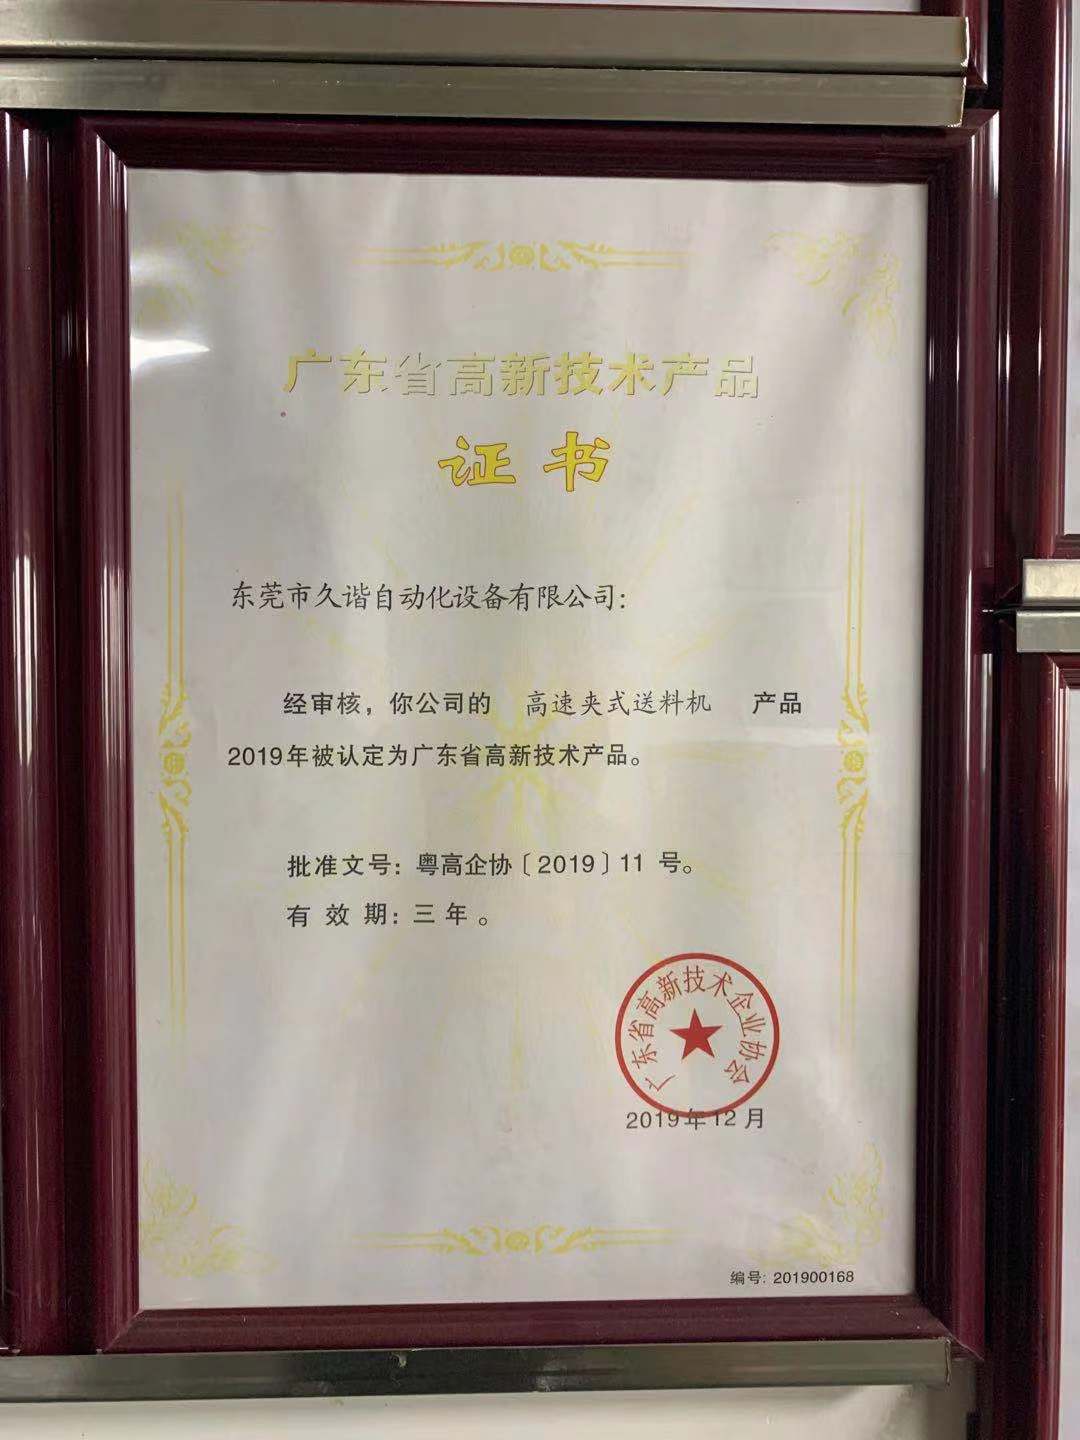 广东省高新技术产品
证书
东莞市久谐自动化设备有限公司：
经审核，你公司的 高速夹式送料机 产品
2019年被认定为广东省高新技术产品。
批准文号：粤高企协〔2019〕11 号。
有 效 期：三 年 。
广东省高新技术企业协会
2019年12月
编号：201900168